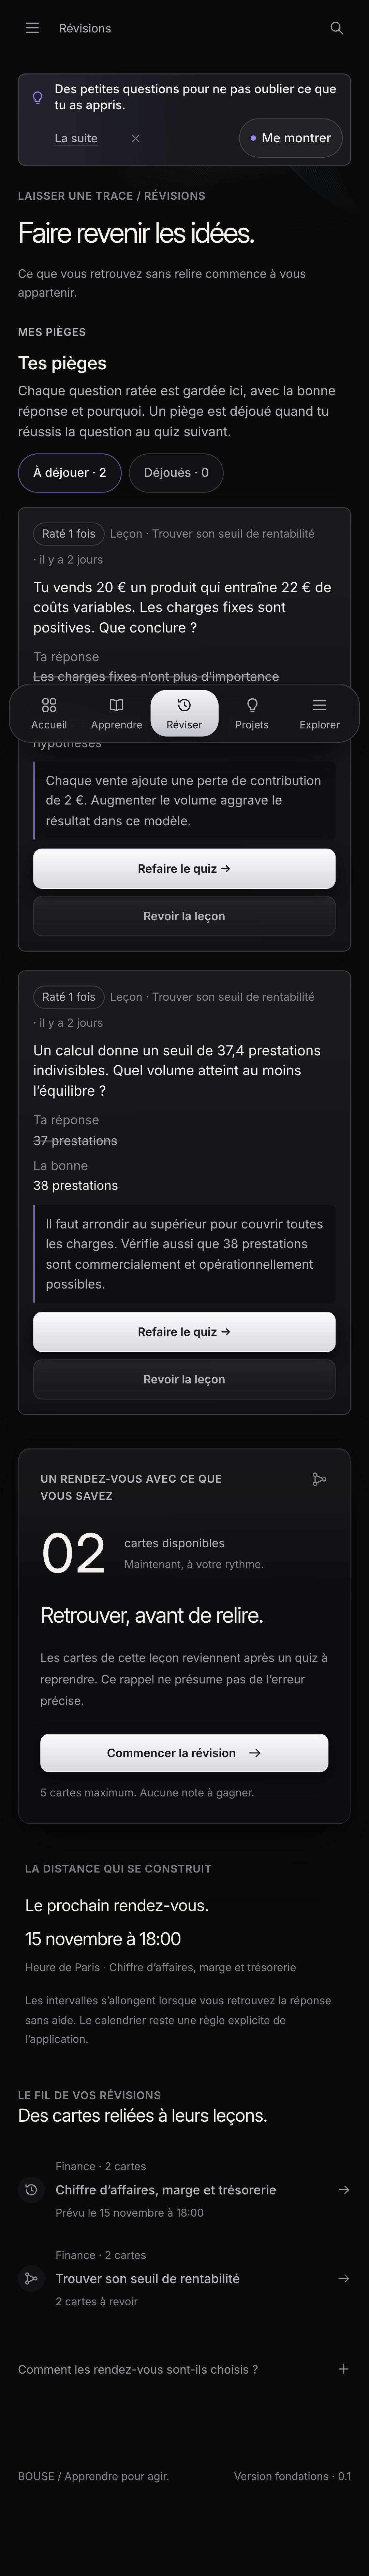 Révisions
Des petites questions pour ne pas oublier ce que
tu as appris.
La suite
Me montrer
LAISSER UNE TRACE / RÉVISIONS
Faire revenir les idées.
Ce que vous retrouvez sans relire commence à vous
appartenir.
MES PIÈGES
Tes pièges
Chaque question ratée est gardée ici, avec la bonne
réponse et pourquoi. Un piège est déjoué quand tu
réussis la question au quiz suivant.
À déjouer · 2
Déjoués · 0
Raté 1 fois Leçon · Trouver son seuil de rentabilité
· il y a 2 jours
Tu vends 20 € un produit qui entraîne 22 € de
coûts variables. Les charges fixes sont
positives. Que conclure ?
Ta réponse
Les charges fixes n’ont plus d’importance
Accueil
Apprendre
Réviser
Projets
Explorer
hypothèses
Chaque vente ajoute une perte de contribution
de 2 €. Augmenter le volume aggrave le
résultat dans ce modèle.
Refaire le quiz →
Revoir la leçon
Raté 1 fois Leçon · Trouver son seuil de rentabilité
· il y a 2 jours
Un calcul donne un seuil de 37,4 prestations
indivisibles. Quel volume atteint au moins
l’équilibre ?
Ta réponse
37 prestations
La bonne
38 prestations
Il faut arrondir au supérieur pour couvrir toutes
les charges. Vérifie aussi que 38 prestations
sont commercialement et opérationnellement
possibles.
Refaire le quiz →
Revoir la leçon
UN RENDEZ-VOUS AVEC CE QUE
VOUS SAVEZ
02
cartes disponibles
Maintenant, à votre rythme.
Retrouver, avant de relire.
Les cartes de cette leçon reviennent après un quiz à
reprendre. Ce rappel ne présume pas de l’erreur
précise.
Commencer la révision →
5 cartes maximum. Aucune note à gagner.
LA DISTANCE QUI SE CONSTRUIT
Le prochain rendez-vous.
15 novembre à 18:00
Heure de Paris · Chiffre d’affaires, marge et trésorerie
Les intervalles s’allongent lorsque vous retrouvez la réponse
sans aide. Le calendrier reste une règle explicite de
l’application.
LE FIL DE VOS RÉVISIONS
Des cartes reliées à leurs leçons.
Finance · 2 cartes
Chiffre d’affaires, marge et trésorerie
Prévu le 15 novembre à 18:00
Finance · 2 cartes
Trouver son seuil de rentabilité
2 cartes à revoir
Comment les rendez-vous sont-ils choisis ?
BOUSE / Apprendre pour agir.
Version fondations · 0.1